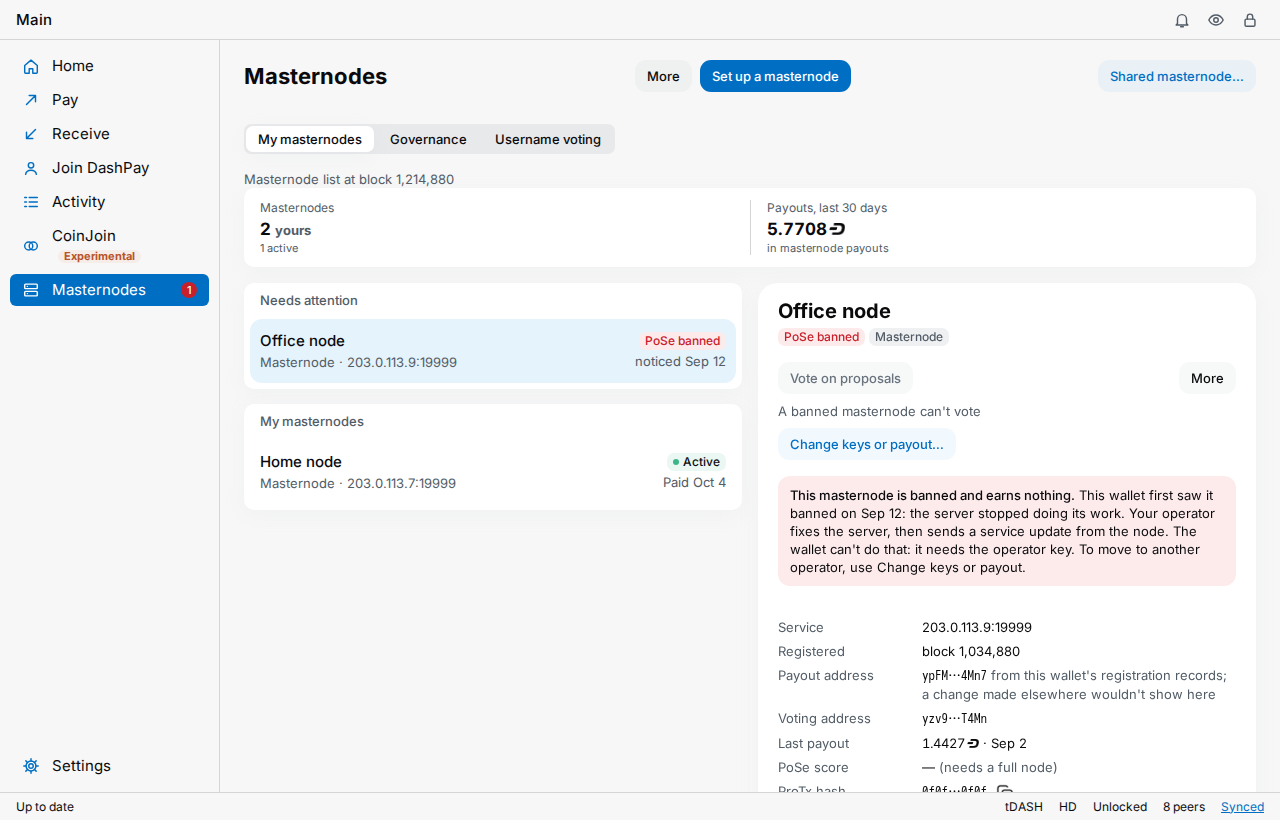 Main
Home
Pay
Receive
Join DashPay
Activity
CoinJoin
Experimental
Masternodes
1
Settings
Masternodes
More
Set up a masternode
Shared masternode...
My masternodes
Governance
Username voting
Masternode list at block 1,214,880
Masternodes
2 yours
1 active
Payouts, last 30 days
5.7708
in masternode payouts
Needs attention
Office node
PoSe banned
Masternode · 203.0.113.9:19999
noticed Sep 12
My masternodes
Home node
Active
Masternode · 203.0.113.7:19999
Paid Oct 4
Office node
PoSe banned
Masternode
Vote on proposals
More
A banned masternode can't vote
Change keys or payout...
This masternode is banned and earns nothing. This wallet first saw it
banned on Sep 12: the server stopped doing its work. Your operator
fixes the server, then sends a service update from the node. The
wallet can't do that: it needs the operator key. To move to another
operator, use Change keys or payout.
Service 203.0.113.9:19999
Registered block 1,034,880
Payout address ypFM···4Mn7 from this wallet's registration records;
a change made elsewhere wouldn't show here
Voting address yzv9···T4Mn
Last payout 1.4427 · Sep 2
PoSe score — (needs a full node)
ProTx hash 0f0f···0f0f
Up to date
tDASH
HD
Unlocked
8 peers
Synced